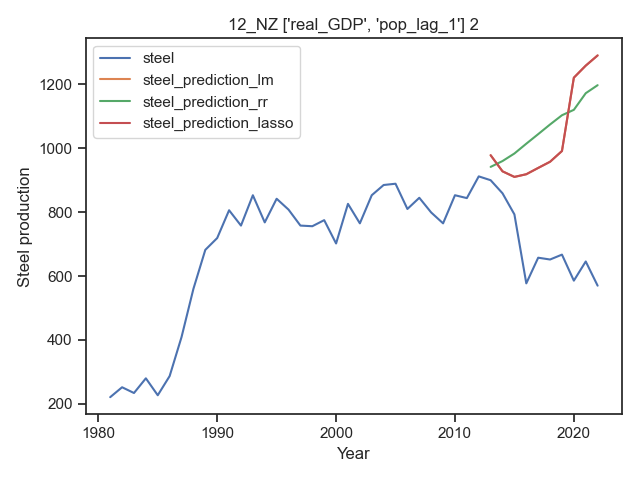 12_NZ ['real_GDP', 'pop_lag_1'] 2
steel
steel_prediction_lm
steel_prediction_rr
steel_prediction_lasso
Steel production
1200
1000
800
600
400
200
1980
1990
2000
2010
2020
Year